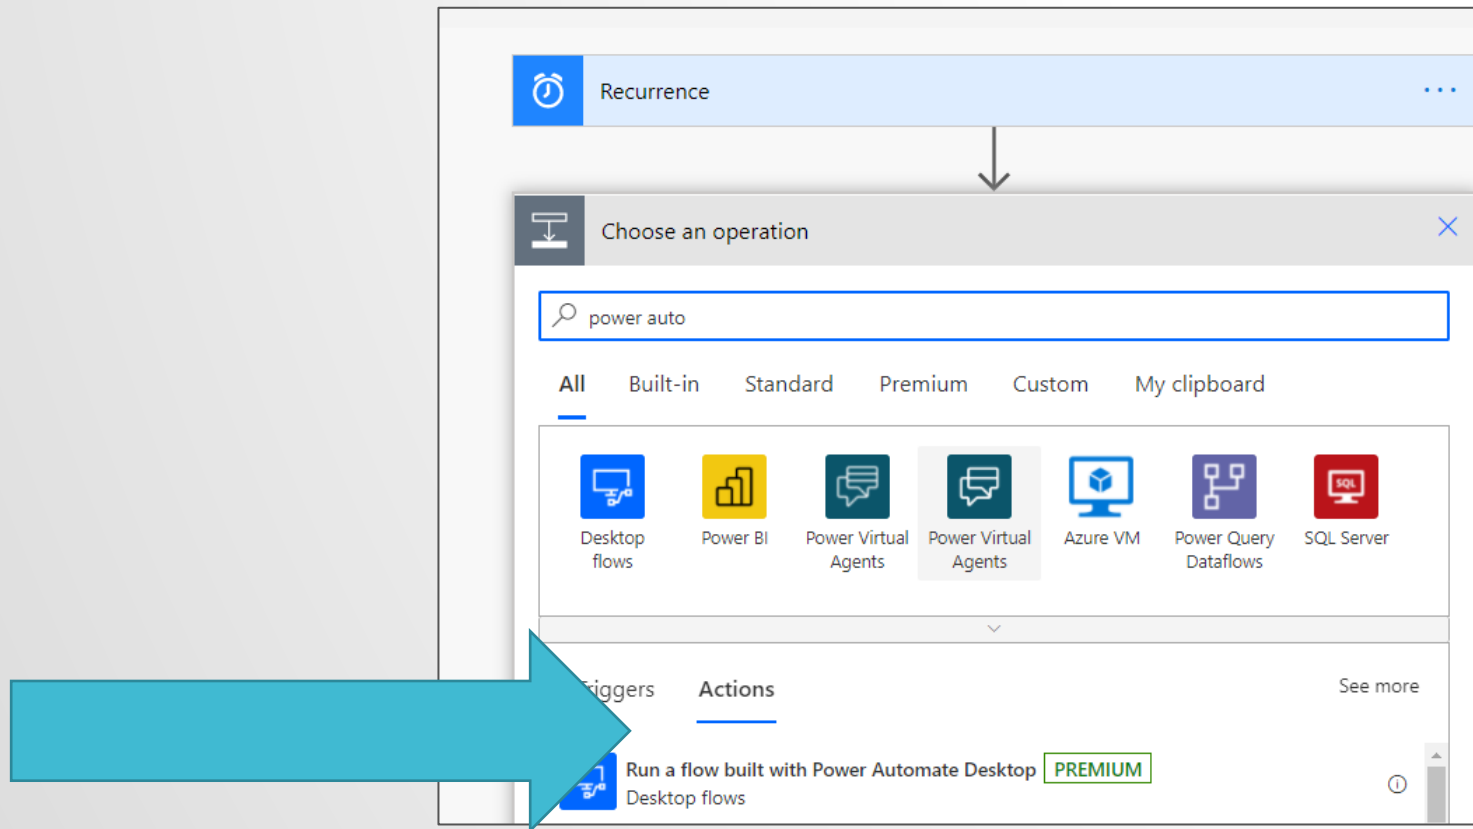 Recurrence
Choose an operation
power auto
All Built-in Standard Premium Custom My clipboard
Desktop flows
Power BI
Power Virtual Agents
Power Virtual Agents
Azure VM
Power Query Dataflows
SQL
SQL Server
Actions
See more
Run a flow built with Power Automate Desktop PREMIUM
Desktop flows